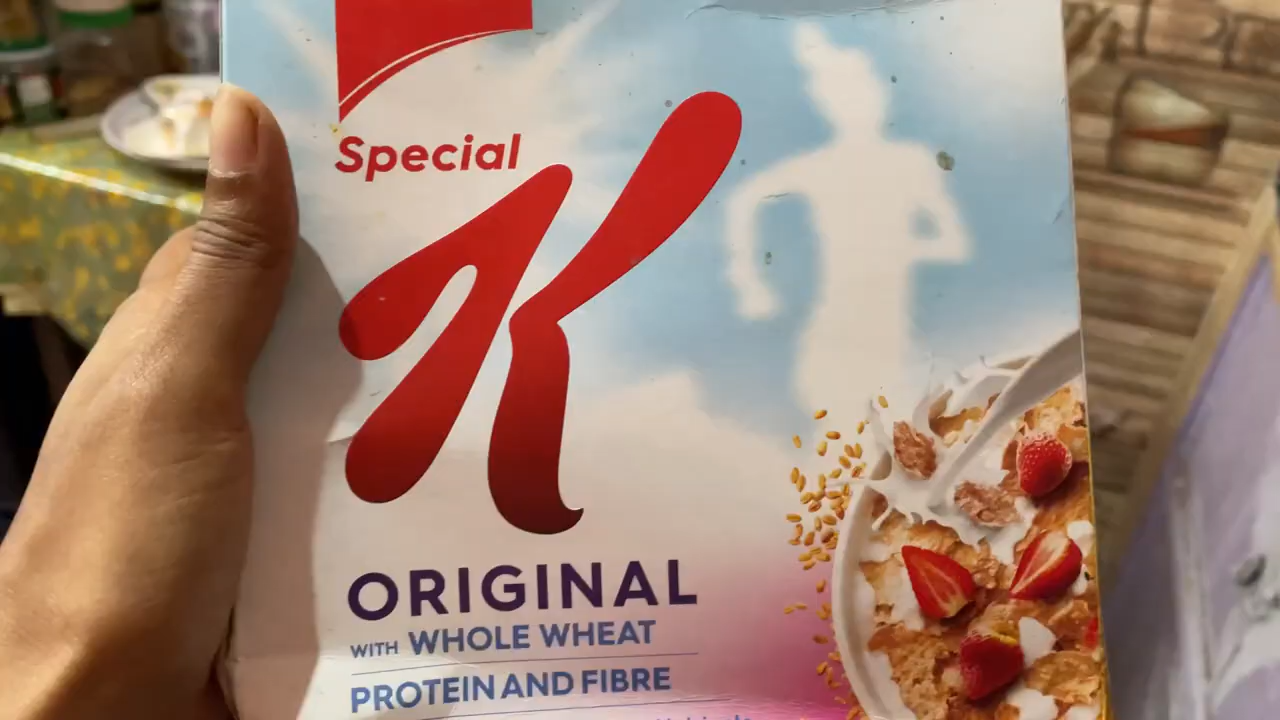 Special
K
ORIGINAL
WITH WHOLE WHEAT
PROTEIN AND FIBRE